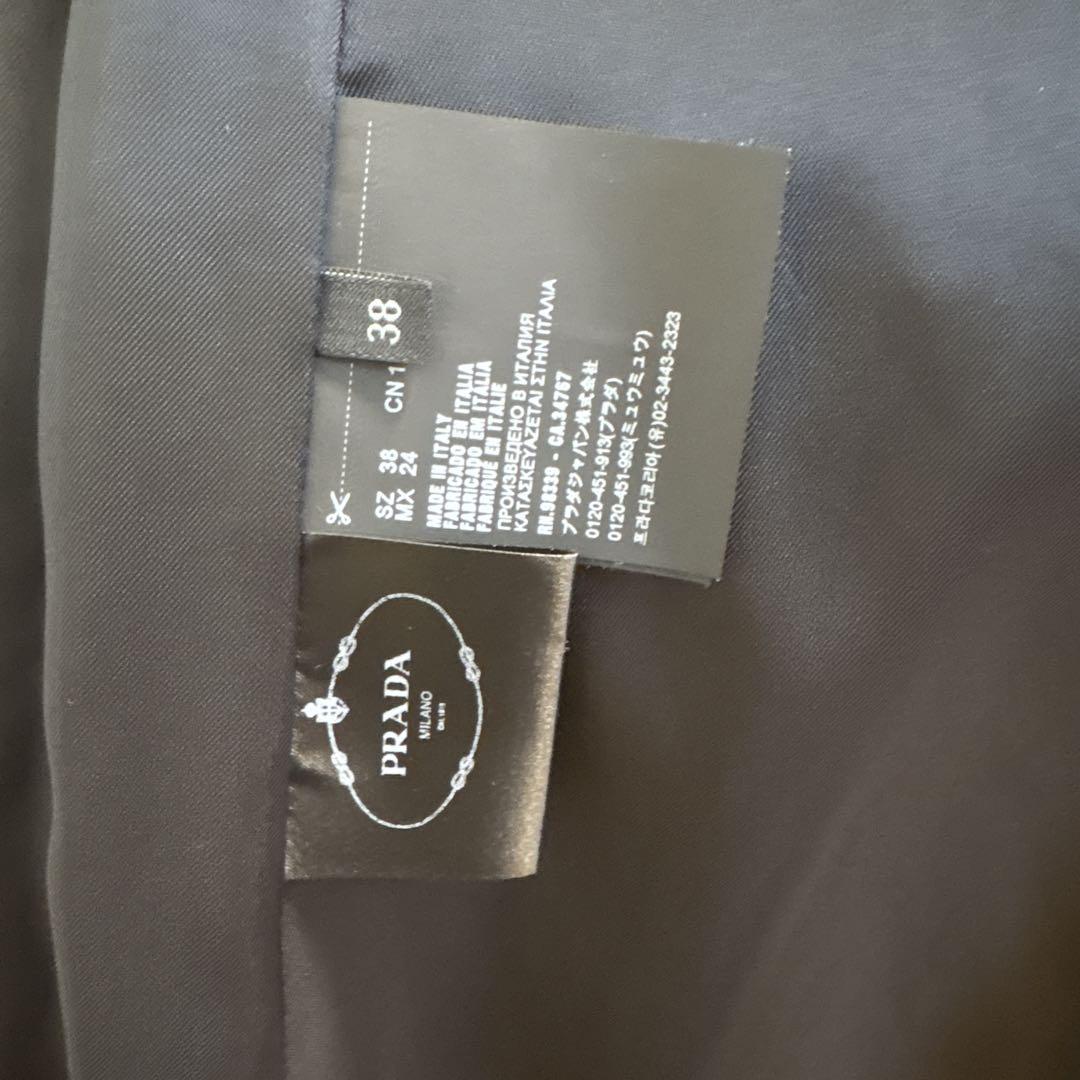 38
SZ 38 CN 1
MX 24
MADE IN ITALY
FABRICADO EN ITALIA
FABRICADO EM ITALIA
FABRIQUÉ EN ITALIE
ПРОИЗВЕДЕНО В ИТАЛИЯ
ΚΑΤΑΣΚΕΥΑΖΕΤΑΙ ΣΤΗΝ ΙΤΑΛΙΑ
RN.98339 - CA.34767
プラダジャパン株式会社
0120-451-913(プラダ)
0120-451-993(ミュウミュウ)
프라다코리아(유)02-3443-2323
PRADA
MILANO